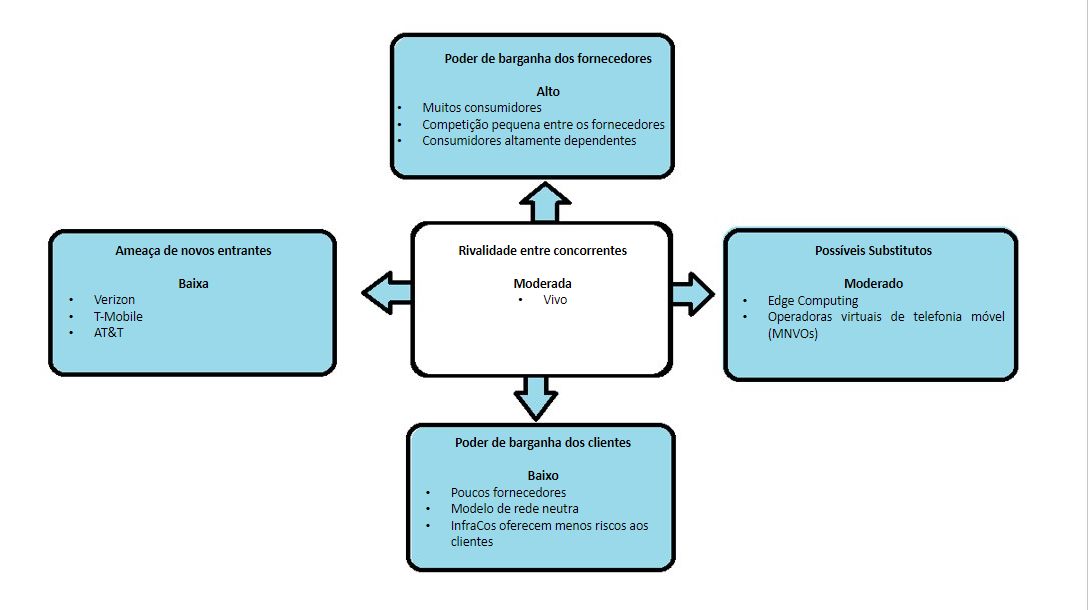 Poder de barganha dos fornecedores
Alto
• Muitos consumidores
• Competição pequena entre os fornecedores
• Consumidores altamente dependentes
Ameaça de novos entrantes
Baixa
• Verizon
• T-Mobile
• AT&T
Rivalidade entre concorrentes
Moderada
• Vivo
Possíveis Substitutos
Moderado
• Edge Computing
• Operadoras virtuais de telefonia móvel
(MNVOs)
Poder de barganha dos clientes
Baixo
• Poucos fornecedores
• Modelo de rede neutra
• InfraCos oferecem menos riscos aos
clientes